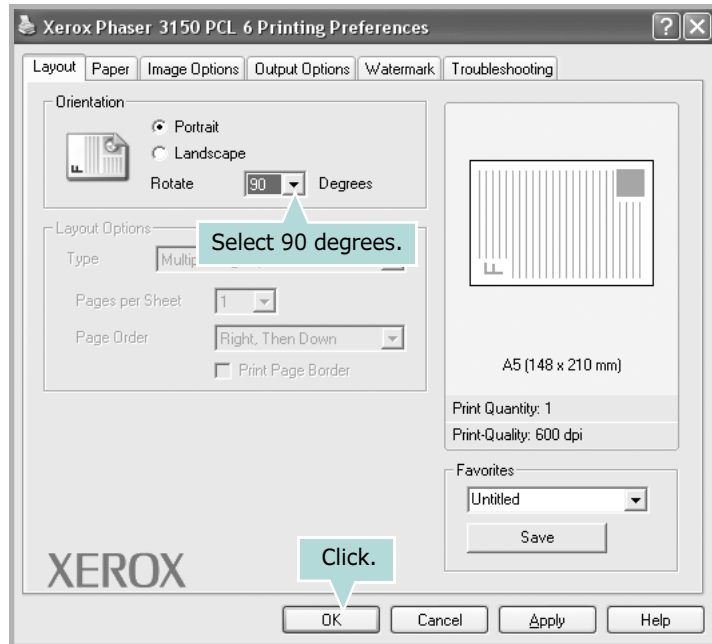 Xerox Phaser 3150 PCL 6 Printing Preferences
Layout Paper Image Options Output Options Watermark Troubleshooting
Orientation
Portrait
Landscape
Rotate 90 Degrees
Select 90 degrees.
Layout Options
Type
Pages per Sheet 1
Page Order Right, Then Down
Print Page Border
F
A5 (148 x 210 mm)
Print Quantity: 1
Print-Quality: 600 dpi
Favorites
Untitled
Save
XEROX
Click.
OK Cancel Apply Help